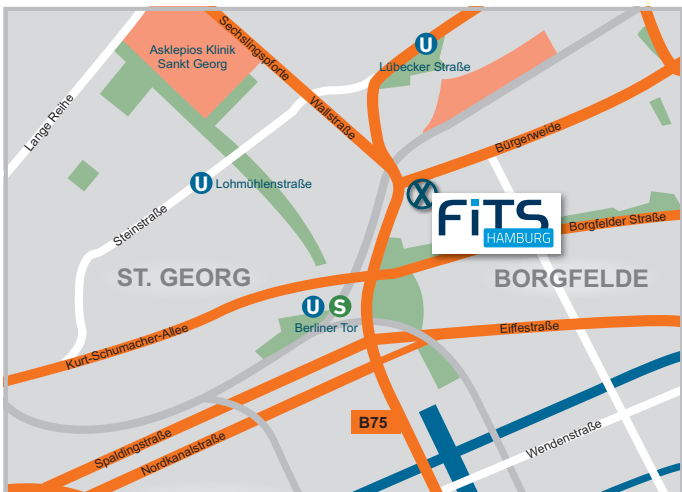 Sechslingspforte
U
Asklepios Klinik
Sankt Georg
Lübecker Straße
Wallstraße
Lange Reihe
Bürgerweide
U Lohmühlenstraße
X
FiTS
HAMBURG
Steinstraße
Borgfelder Straße
ST. GEORG
BORGFELDE
U S
Berliner Tor
Eiffestraße
Kurt-Schumacher-Allee
B75
Spaldingstraße
Nordkanalstraße
Wendenstraße